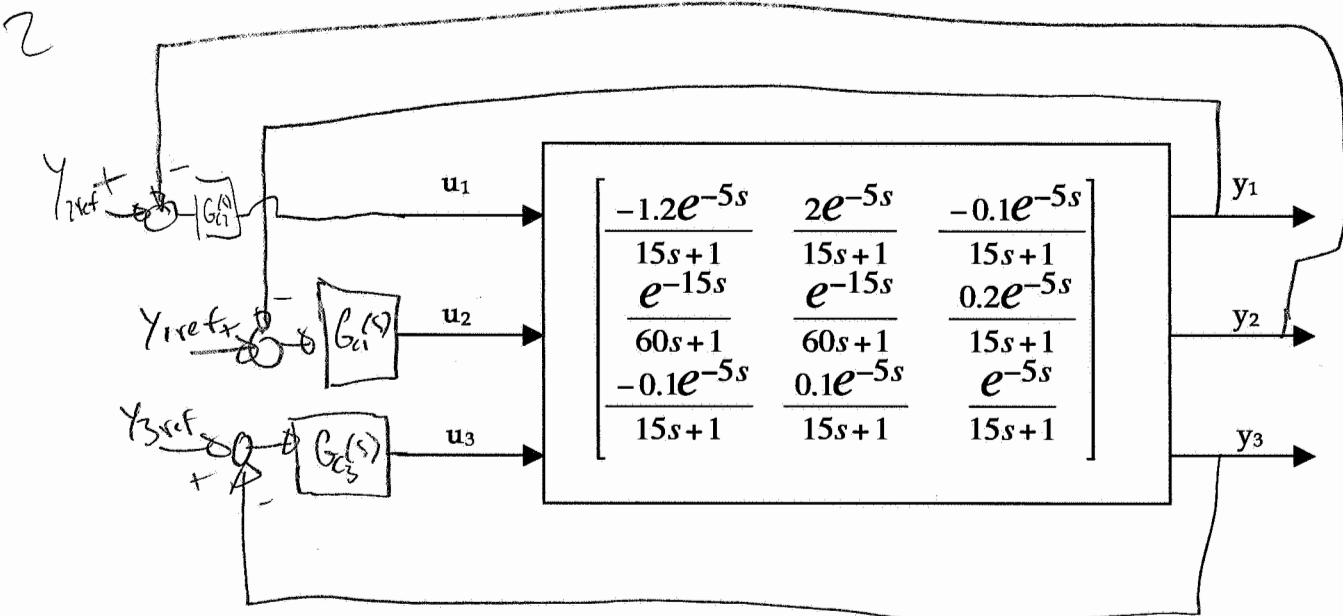 2
Y2ref + - Gc2(s) u1
Y1ref + - Gc1(s) u2
Y3ref + - Gc3(s) u3
-1.2e^{-5s} / 15s+1 2e^{-5s} / 15s+1 -0.1e^{-5s} / 15s+1 y1
e^{-15s} / 60s+1 e^{-15s} / 60s+1 0.2e^{-5s} / 15s+1 y2
-0.1e^{-5s} / 15s+1 0.1e^{-5s} / 15s+1 e^{-5s} / 15s+1 y3